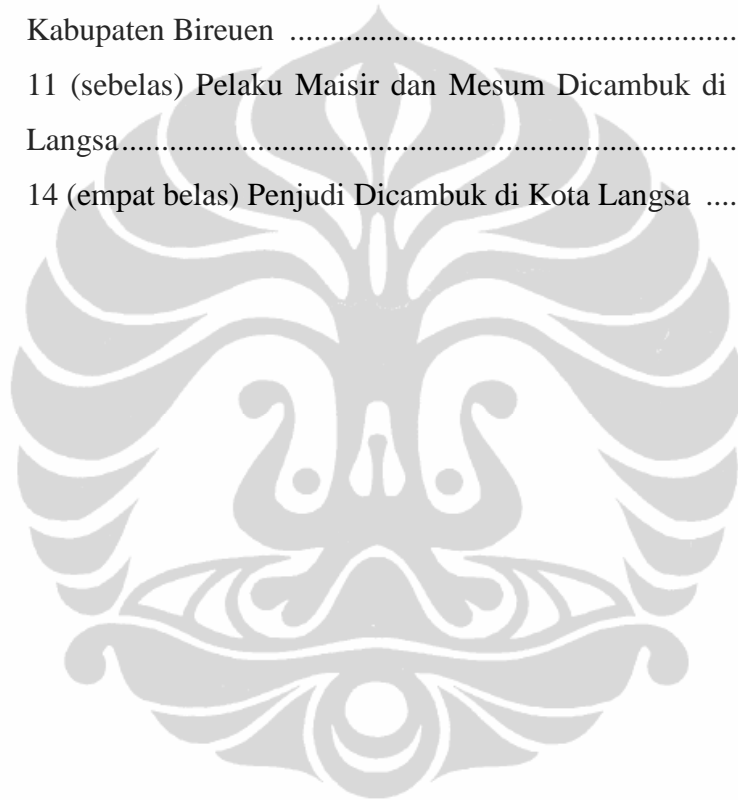 Kabupaten Bireuen ........................................................
11 (sebelas) Pelaku Maisir dan Mesum Dicambuk di
Langsa.............................................................................
14 (empat belas) Penjudi Dicambuk di Kota Langsa ....